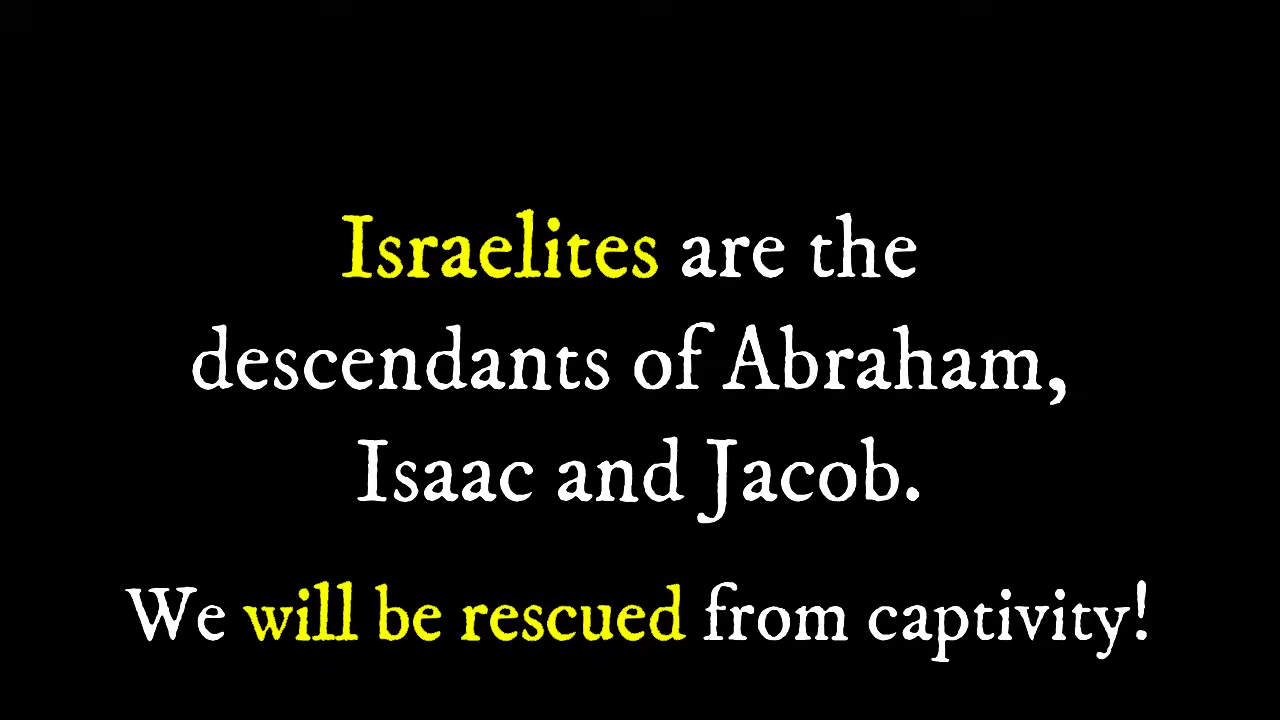 Israelites are the
descendants of Abraham,
Isaac and Jacob.
We will be rescued from captivity!